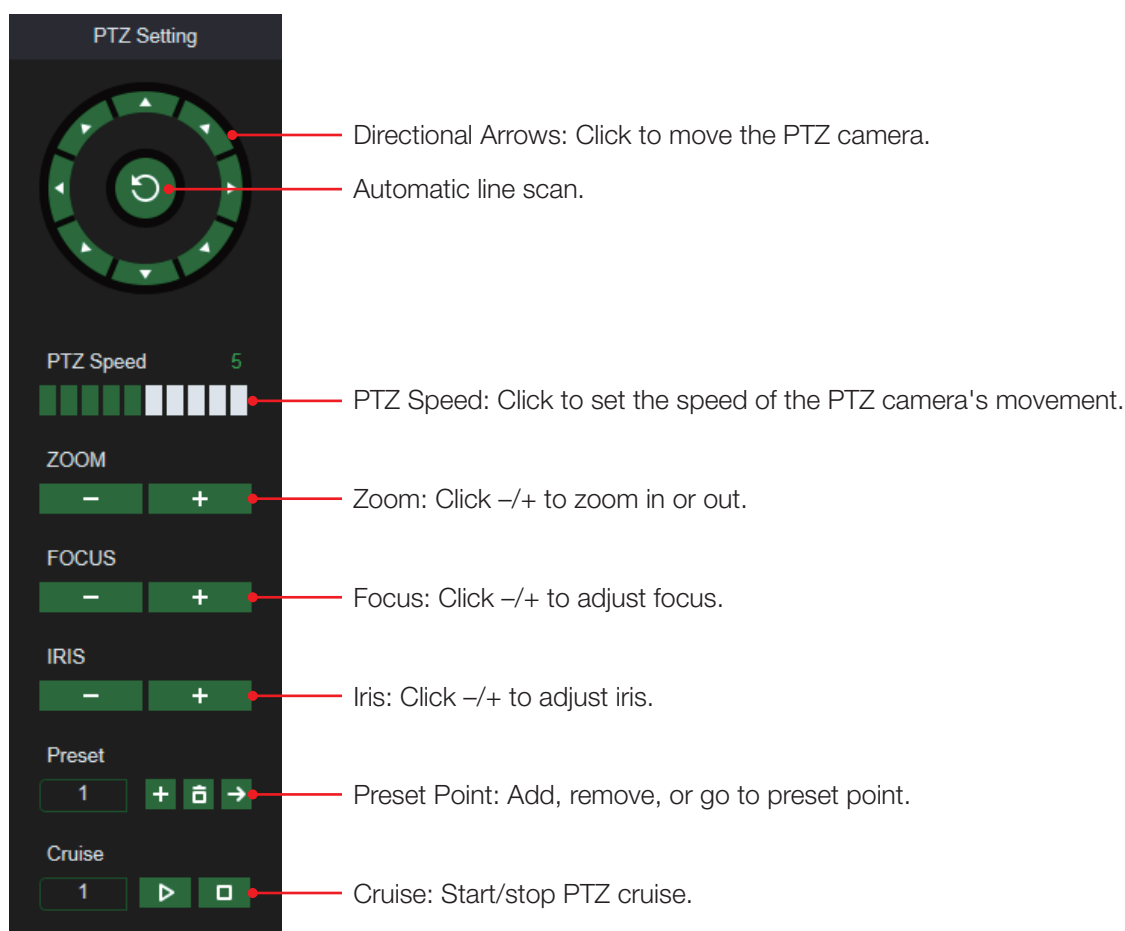 PTZ Setting
Directional Arrows: Click to move the PTZ camera.
Automatic line scan.
PTZ Speed 5
PTZ Speed: Click to set the speed of the PTZ camera's movement.
ZOOM
– +
Zoom: Click –/+ to zoom in or out.
FOCUS
– +
Focus: Click –/+ to adjust focus.
IRIS
– +
Iris: Click –/+ to adjust iris.
Preset
1 +
Preset Point: Add, remove, or go to preset point.
Cruise
1
Cruise: Start/stop PTZ cruise.